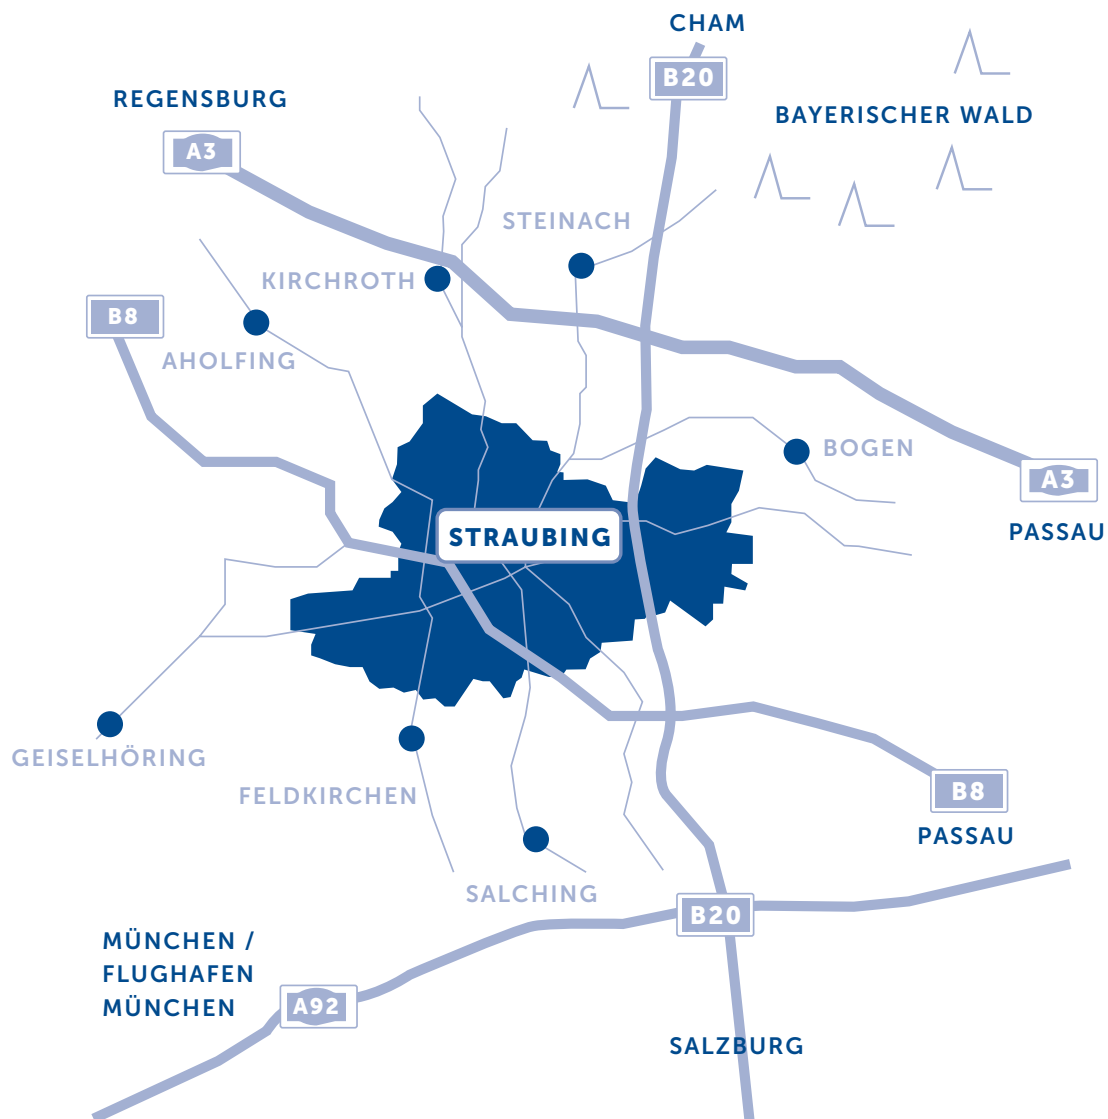 CHAM
B20
REGENSBURG
BAYERISCHER WALD
A3
STEINACH
KIRCHROTH
B8
AHOLFING
BOGEN
A3
PASSAU
STRAUBING
GEISELHÖRING
FELDKIRCHEN
B8
PASSAU
SALCHING
B20
MÜNCHEN /
FLUGHAFEN
MÜNCHEN
A92
SALZBURG